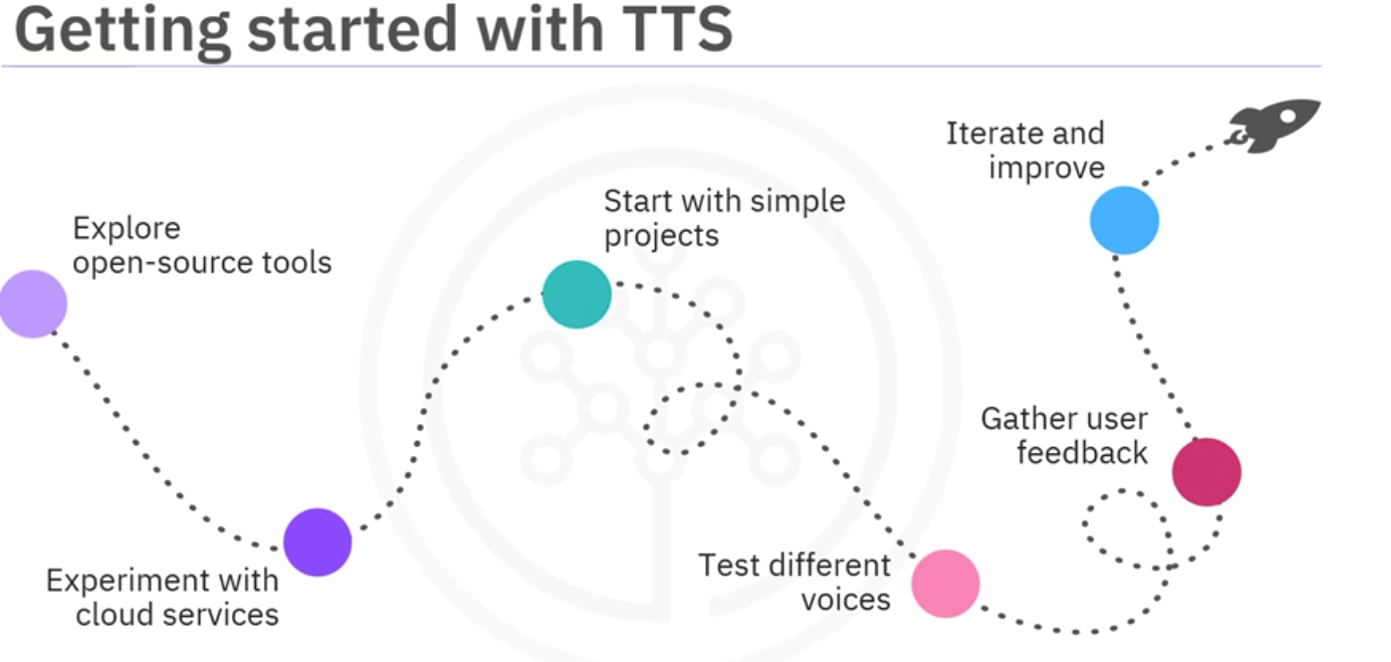 Getting started with TTS
Explore
open-source tools
Experiment with
cloud services
Start with simple
projects
Test different
voices
Gather user
feedback
Iterate and
improve